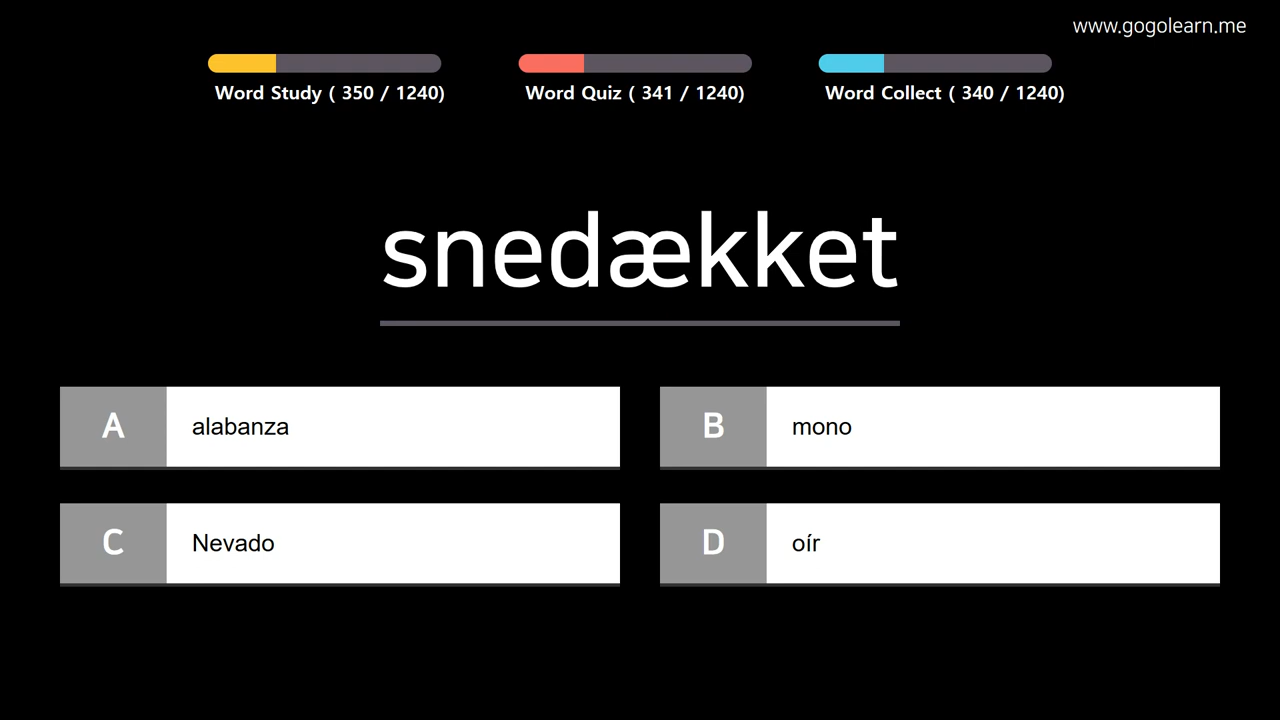 www.gogolearn.me
Word Study ( 350 / 1240)
Word Quiz ( 341 / 1240)
Word Collect ( 340 / 1240)
snedækket
A alabanza
B mono
C Nevado
D oír